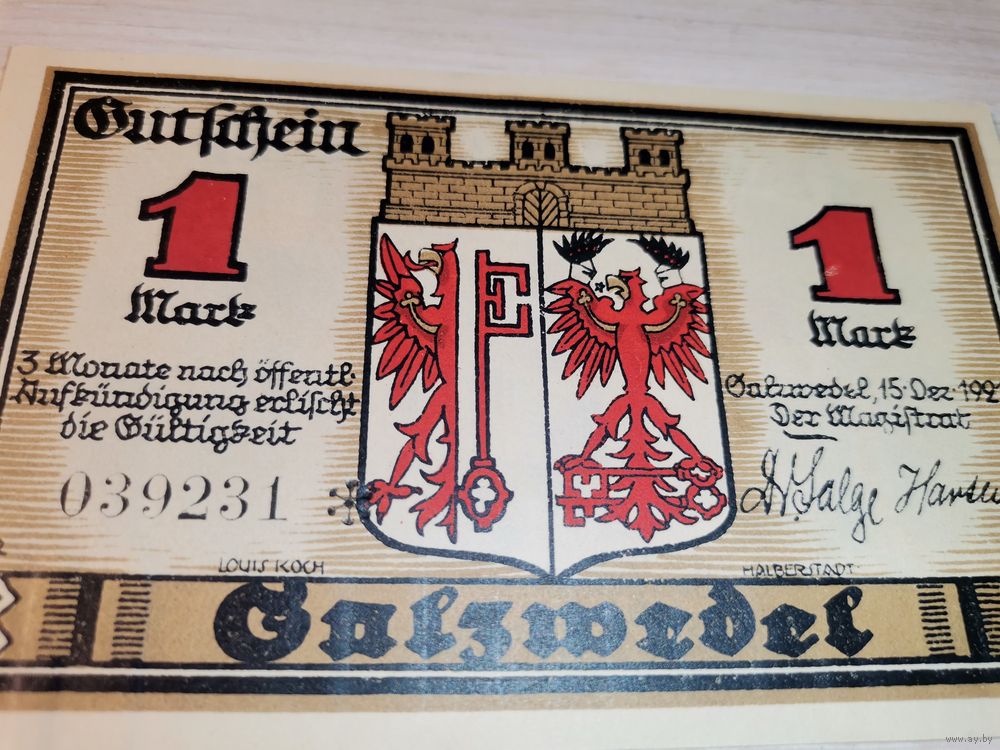 Gutschein
1
Mark
3 Monate nach öffentl.
Aufkündigung erlischt
die Gültigkeit
039231
1
Mark
Salzwedel, 15. Dez. 192
Der Magistrat
LOUIS KOCH
HALBERSTADT.
Salzwedel
www.ay.by